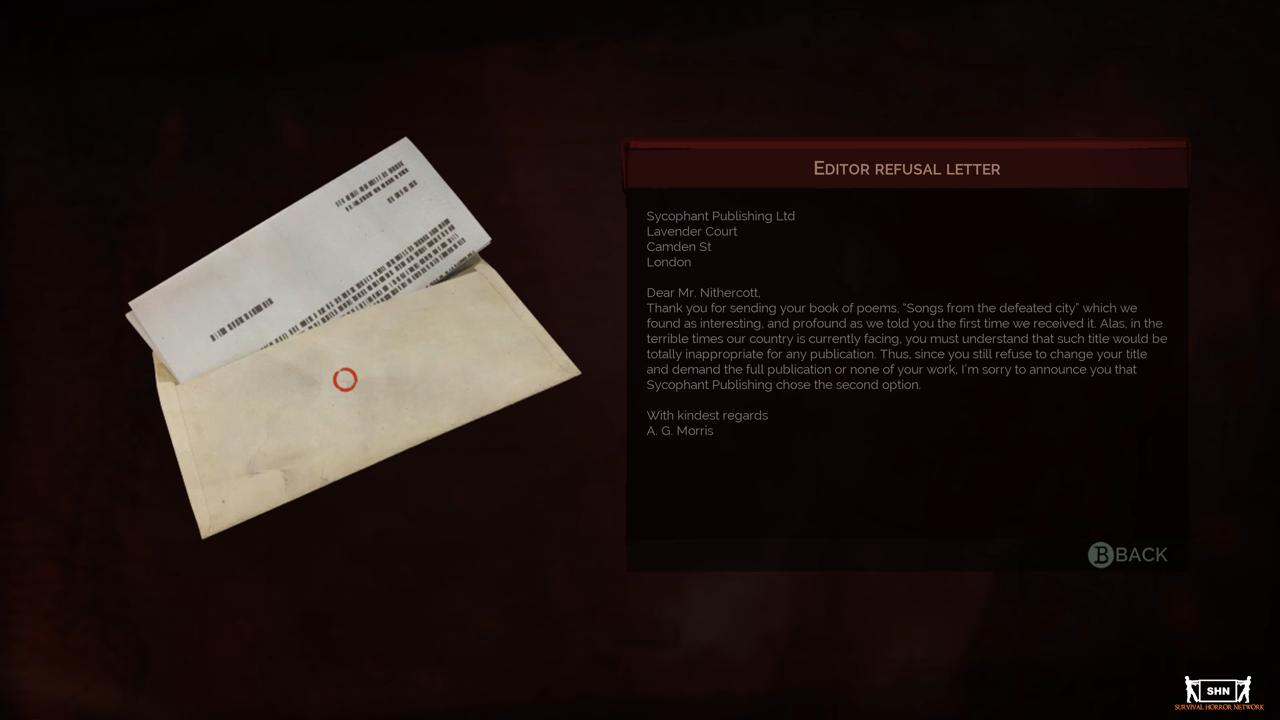 EDITOR REFUSAL LETTER
Sycophant Publishing Ltd
Lavender Court
Camden St
London
Dear Mr. Nithercott,
Thank you for sending your book of poems, “Songs from the defeated city” which we
found as interesting, and profound as we told you the first time we received it. Alas, in the
terrible times our country is currently facing, you must understand that such title would be
totally inappropriate for any publication. Thus, since you still refuse to change your title
and demand the full publication or none of your work, I’m sorry to announce you that
Sycophant Publishing chose the second option.
With kindest regards
A. G. Morris
B BACK
SHN
SURVIVAL HORROR NETWORK